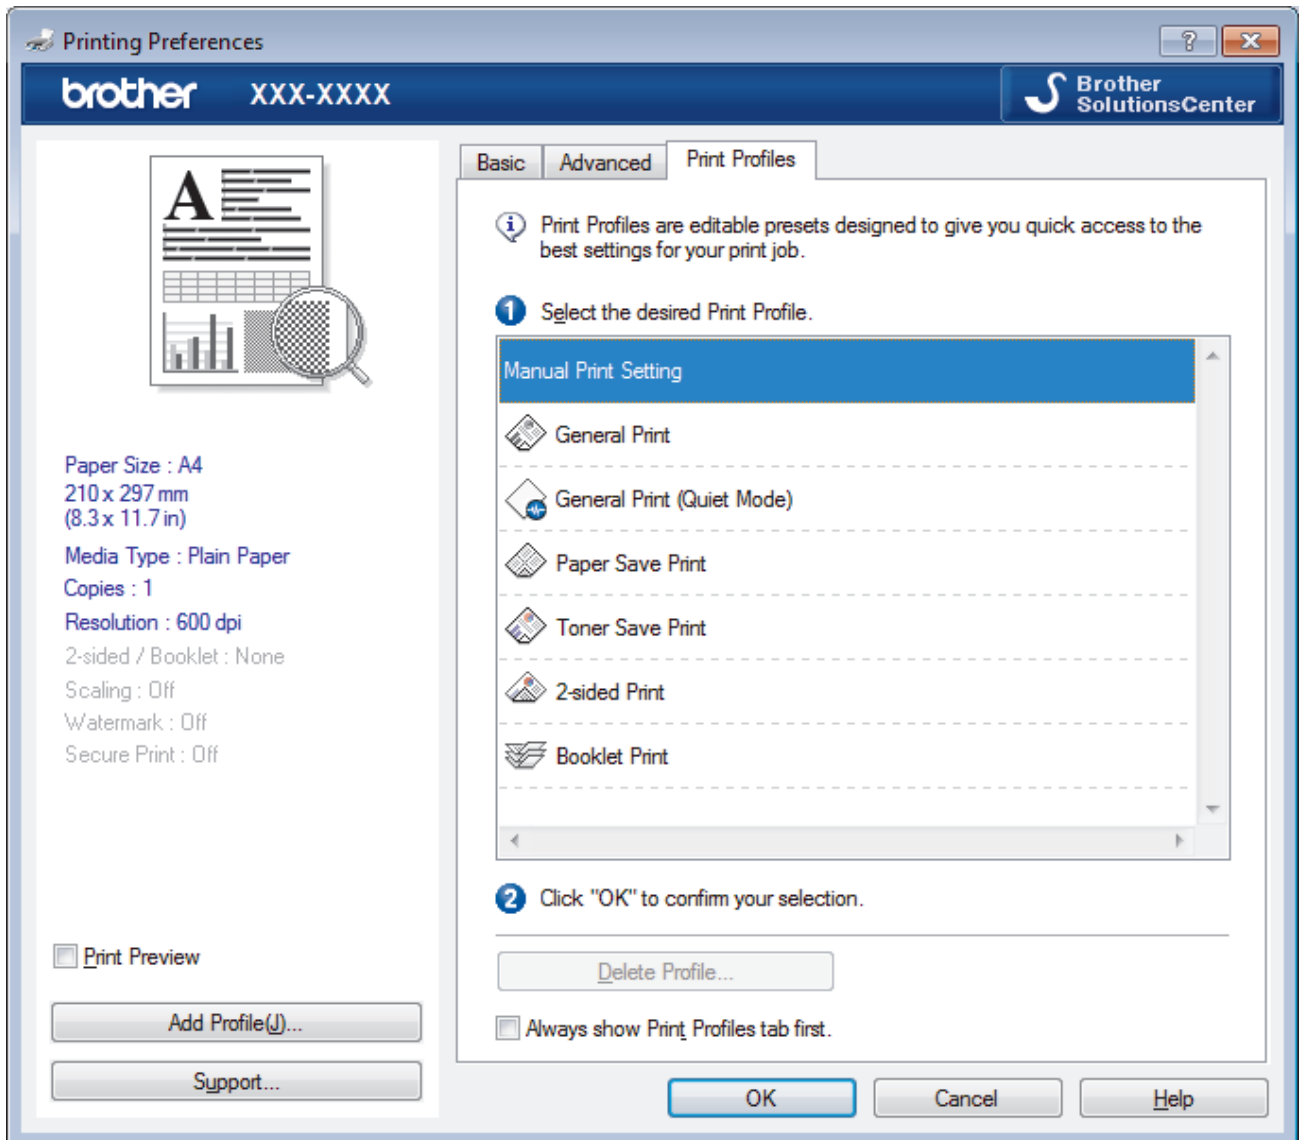 Printing Preferences
?
brother XXX-XXXX
Brother
SolutionsCenter
A
Paper Size : A4
210 x 297 mm
(8.3 x 11.7 in)
Media Type : Plain Paper
Copies : 1
Resolution : 600 dpi
2-sided / Booklet : None
Scaling : Off
Watermark : Off
Secure Print : Off
Print Preview
Add Profile(J)...
Support...
Basic Advanced Print Profiles
i
Print Profiles are editable presets designed to give you quick access to the
best settings for your print job.
1 Select the desired Print Profile.
Manual Print Setting
General Print
General Print (Quiet Mode)
Paper Save Print
Toner Save Print
2-sided Print
Booklet Print
2 Click "OK" to confirm your selection.
Delete Profile...
Always show Print Profiles tab first.
OK Cancel Help